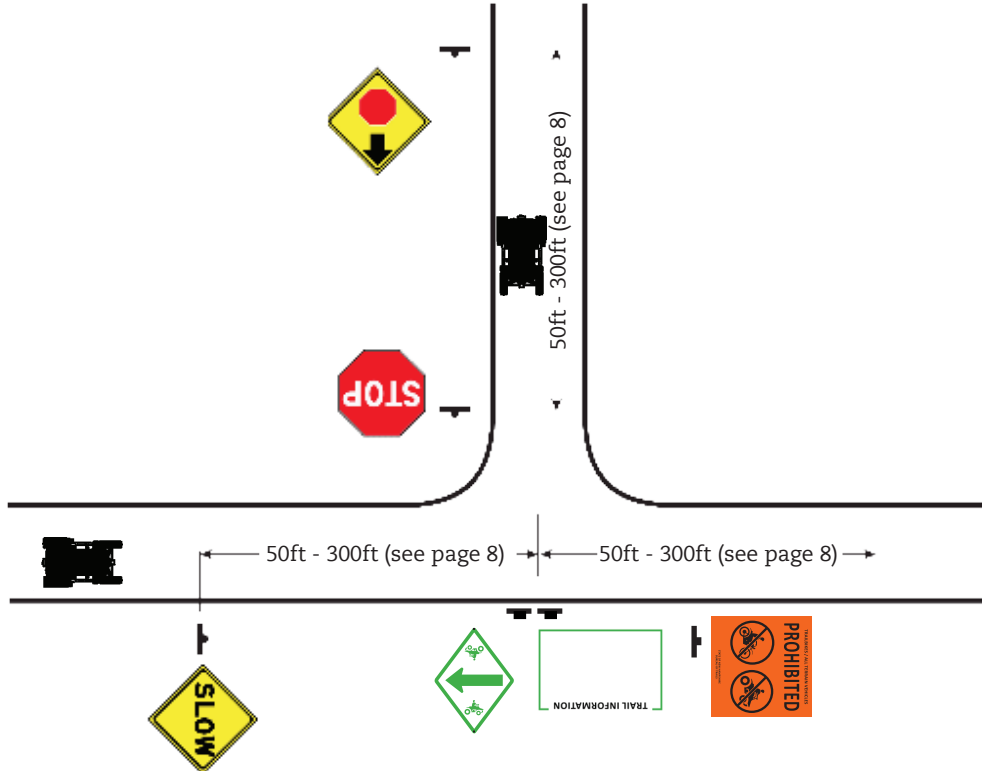 50ft - 300ft (see page 8)
STOP
50ft - 300ft (see page 8)
50ft - 300ft (see page 8)
SLOW
TRAIL INFORMATION
PROHIBITED